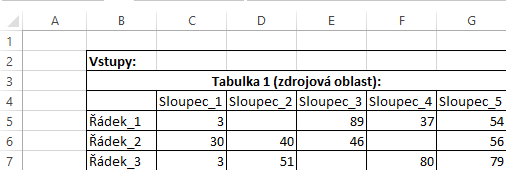 A B C D E F G
1
2 Vstupy:
3 Tabulka 1 (zdrojová oblast):
4 Sloupec_1 Sloupec_2 Sloupec_3 Sloupec_4 Sloupec_5
5 Řádek_1 3 89 37 54
6 Řádek_2 30 40 46 56
7 Řádek_3 3 51 80 79